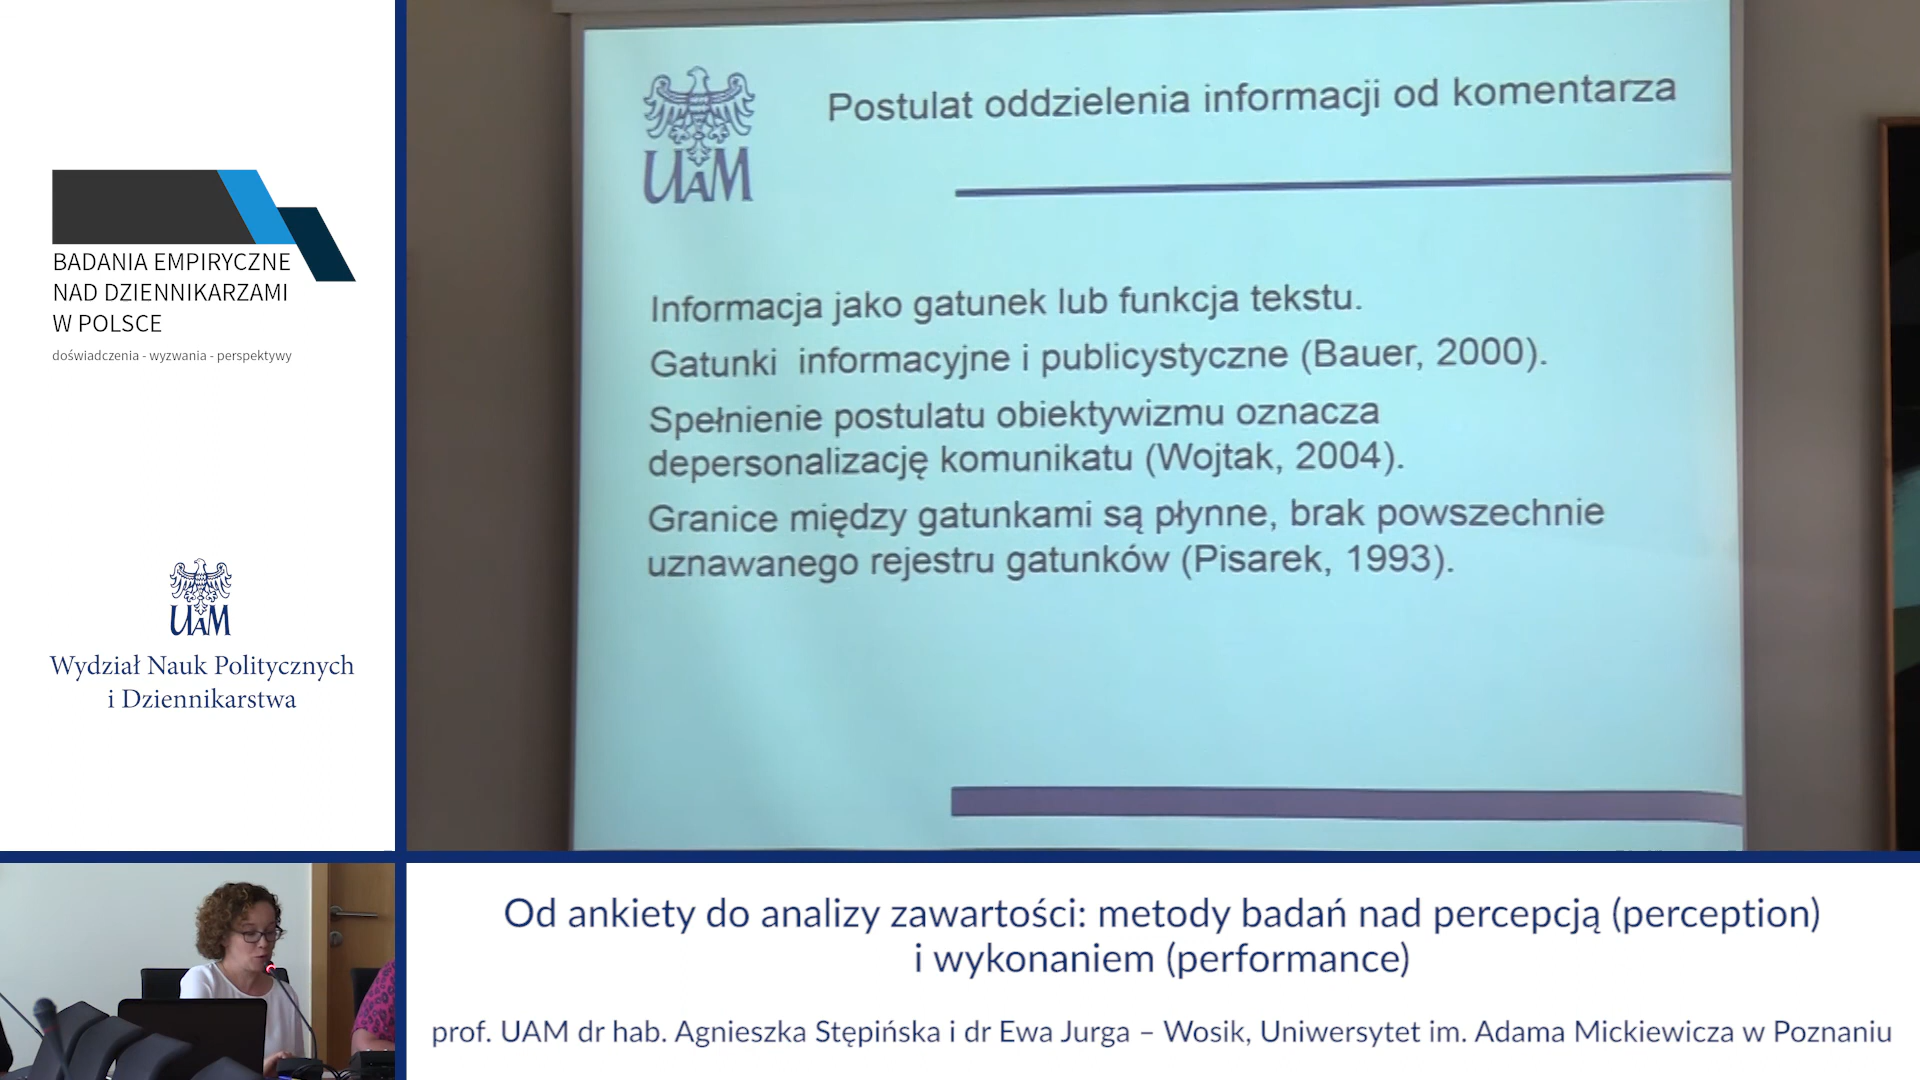 BADANIA EMPIRYCZNE
NAD DZIENNIKARZAMI
W POLSCE
doświadczenia - wyzwania - perspektywy
UAM
Wydział Nauk Politycznych
i Dziennikarstwa
UAM
Postulat oddzielenia informacji od komentarza
Informacja jako gatunek lub funkcja tekstu.
Gatunki informacyjne i publicystyczne (Bauer, 2000).
Spełnienie postulatu obiektywizmu oznacza
depersonalizację komunikatu (Wojtak, 2004).
Granice między gatunkami są płynne, brak powszechnie
uznawanego rejestru gatunków (Pisarek, 1993).
Od ankiety do analizy zawartości: metody badań nad percepcją (perception)
i wykonaniem (performance)
prof. UAM dr hab. Agnieszka Stępińska i dr Ewa Jurga – Wosik, Uniwersytet im. Adama Mickiewicza w Poznaniu